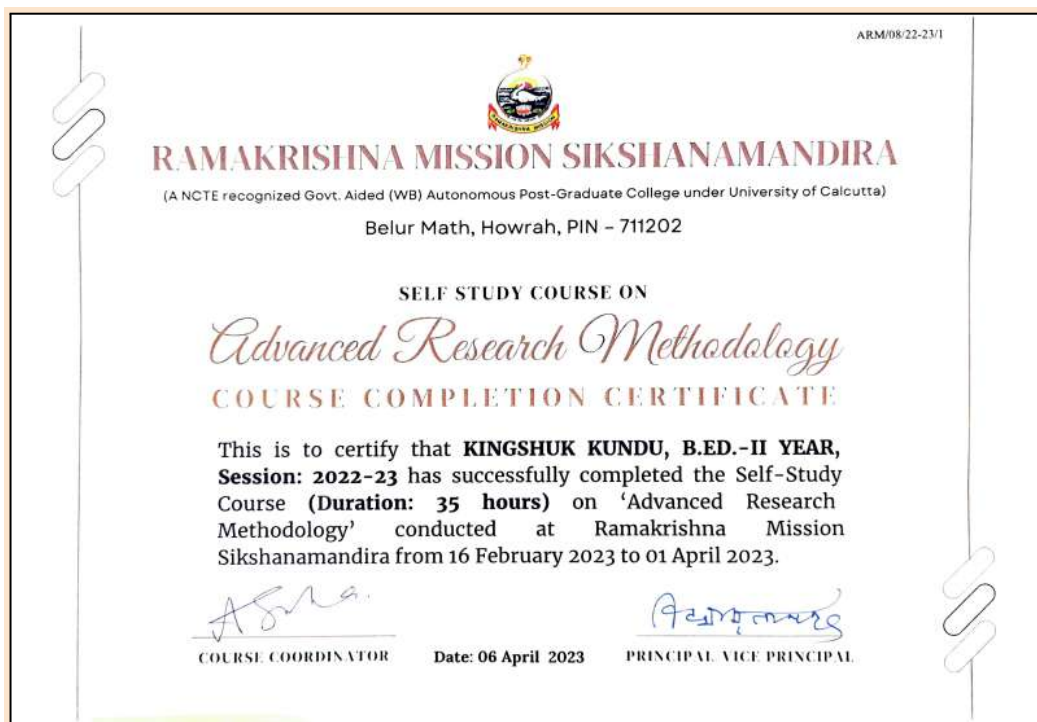 ARM/08/22-23/1
RAMAKRISHNA MISSION
RAMAKRISHNA MISSION SIKSHANAMANDIRA
(A NCTE recognized Govt. Aided (WB) Autonomous Post-Graduate College under University of Calcutta)
Belur Math, Howrah, PIN – 711202
SELF STUDY COURSE ON
Advanced Research Methodology
COURSE COMPLETION CERTIFICATE
This is to certify that KINGSHUK KUNDU, B.ED.-II YEAR,
Session: 2022-23 has successfully completed the Self-Study
Course (Duration: 35 hours) on ‘Advanced Research
Methodology’ conducted at Ramakrishna Mission
Sikshanamandira from 16 February 2023 to 01 April 2023.
COURSE COORDINATOR Date: 06 April 2023 PRINCIPAL VICE PRINCIPAL